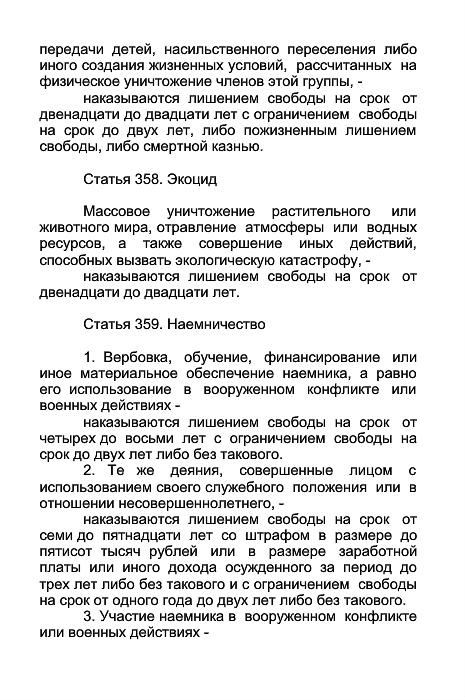 передачи детей, насильственного переселения либо
иного создания жизненных условий, рассчитанных на
физическое уничтожение членов этой группы, -
наказываются лишением свободы на срок от
двенадцати до двадцати лет с ограничением свободы
на срок до двух лет, либо пожизненным лишением
свободы, либо смертной казнью.
Статья 358. Экоцид
Массовое уничтожение растительного или
животного мира, отравление атмосферы или водных
ресурсов, а также совершение иных действий,
способных вызвать экологическую катастрофу, -
наказываются лишением свободы на срок от
двенадцати до двадцати лет.
Статья 359. Наемничество
1. Вербовка, обучение, финансирование или
иное материальное обеспечение наемника, а равно
его использование в вооруженном конфликте или
военных действиях -
наказываются лишением свободы на срок от
четырех до восьми лет с ограничением свободы на
срок до двух лет либо без такового.
2. Те же деяния, совершенные лицом с
использованием своего служебного положения или в
отношении несовершеннолетнего, -
наказываются лишением свободы на срок от
семи до пятнадцати лет со штрафом в размере до
пятисот тысяч рублей или в размере заработной
платы или иного дохода осужденного за период до
трех лет либо без такового и с ограничением свободы
на срок от одного года до двух лет либо без такового.
3. Участие наемника в вооруженном конфликте
или военных действиях -